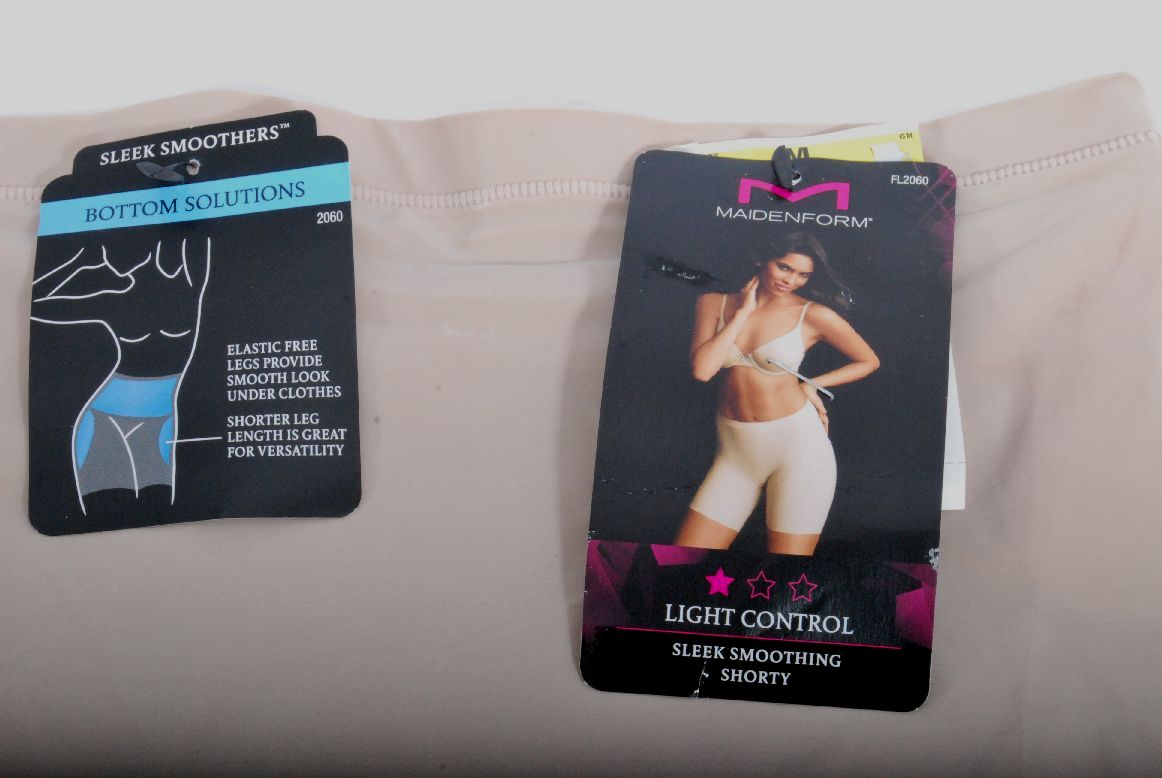 SLEEK SMOOTHERS™
BOTTOM SOLUTIONS
2060
ELASTIC FREE
LEGS PROVIDE
SMOOTH LOOK
UNDER CLOTHES
SHORTER LEG
LENGTH IS GREAT
FOR VERSATILITY
M
6M
FL2060
MAIDENFORM®
LIGHT CONTROL
SLEEK SMOOTHING
SHORTY